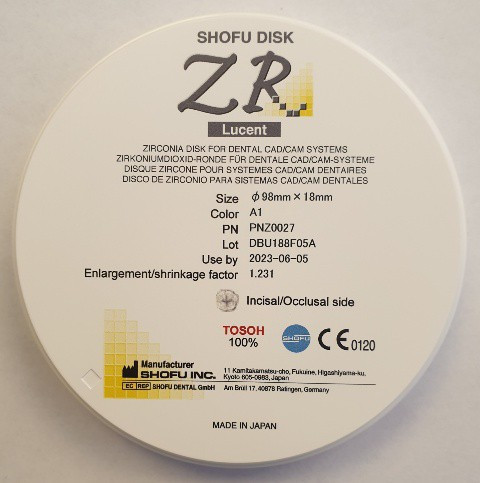 SHOFU DISK
ZR
Lucent
ZIRCONIA DISK FOR DENTAL CAD/CAM SYSTEMS
ZIRKONIUMDIOXID-RONDE FÜR DENTALE CAD/CAM-SYSTEME
DISQUE ZIRCONE POUR SYSTEMES CAD/CAM DENTAIRES
DISCO DE ZIRCONIO PARA SISTEMAS CAD/CAM DENTALES
Size φ98mm×18mm
Color A1
PN PNZ0027
Lot DBU188F05A
Use by 2023-06-05
Enlargement/shrinkage factor 1.231
Incisal/Occlusal side
TOSOH 100% SHOFU CE 0120
Manufacturer
SHOFU INC. 11 Kamitakamatsu-cho, Fukuine, Higashiyama-ku,
Kyoto 605-0983, Japan
EC REP SHOFU DENTAL GmbH Am Brüll 17, 40878 Ratingen, Germany
MADE IN JAPAN